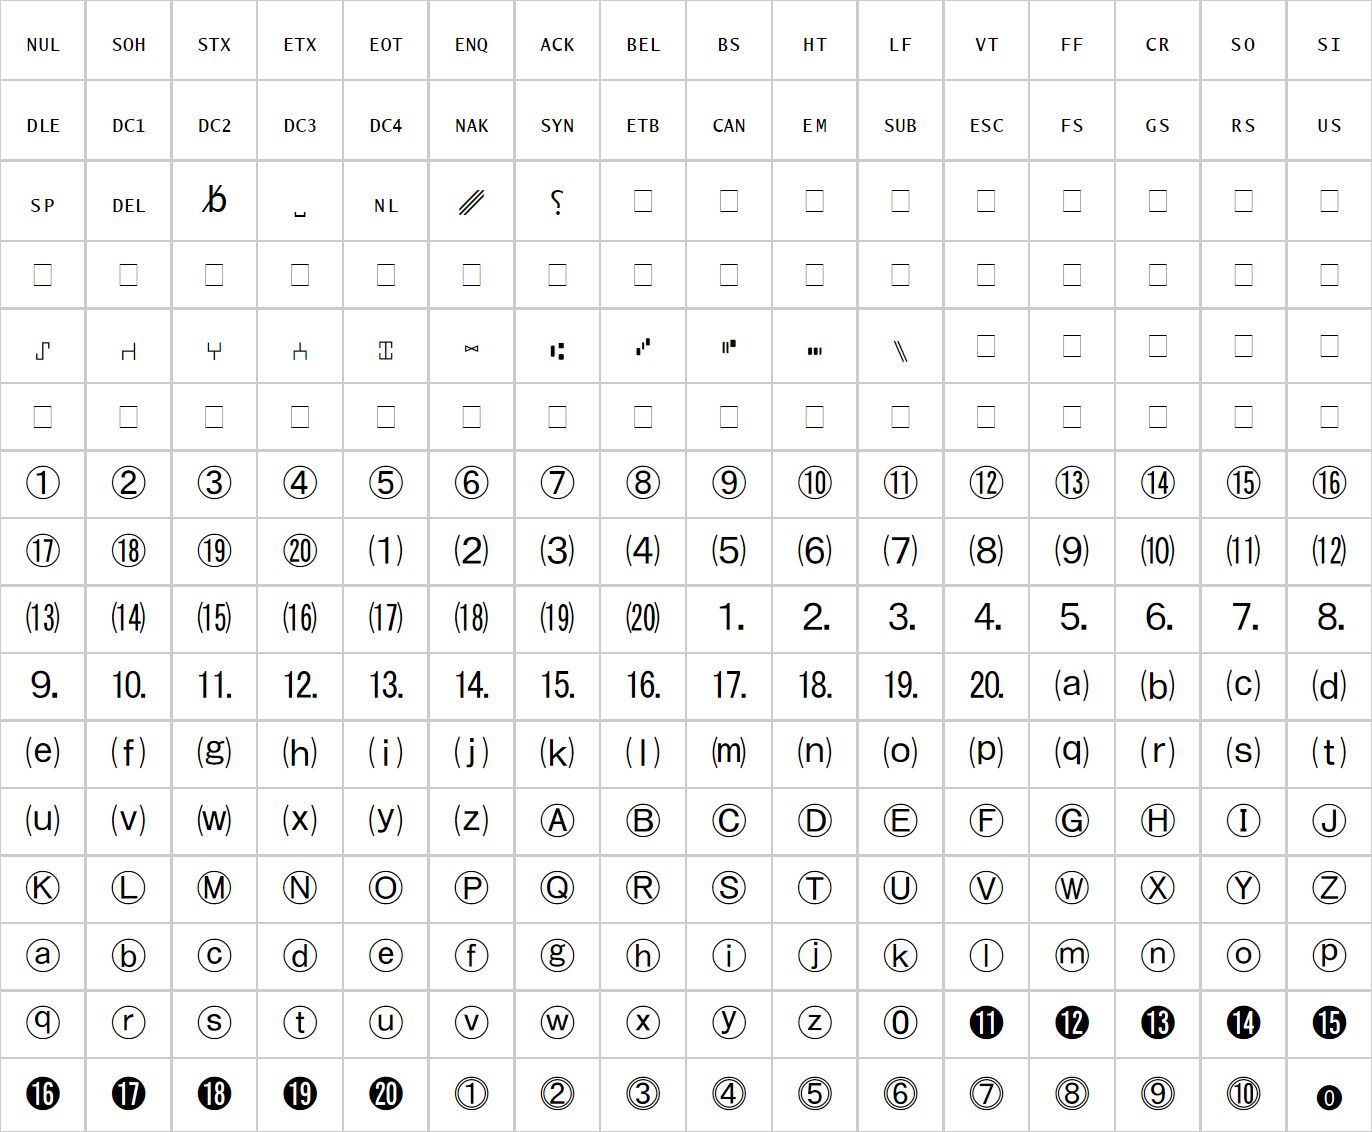 NUL SOH STX ETX EOT ENQ ACK BEL BS HT LF VT FF CR SO SI
DLE DC1 DC2 DC3 DC4 NAK SYN ETB CAN EM SUB ESC FS GS RS US
SP DEL ␢ ␣ NL ␥ ␦
⑀ ⑁ ⑂ ⑃ ⑄ ⑅ ⑆ ⑇ ⑈ ⑉ ⑊
① ② ③ ④ ⑤ ⑥ ⑦ ⑧ ⑨ ⑩ ⑪ ⑫ ⑬ ⑭ ⑮ ⑯
⑰ ⑱ ⑲ ⑳ ⑴ ⑵ ⑶ ⑷ ⑸ ⑹ ⑺ ⑻ ⑼ ⑽ ⑾ ⑿
⒀ ⒁ ⒂ ⒃ ⒄ ⒅ ⒆ ⒇ ⒈ ⒉ ⒊ ⒋ ⒌ ⒍ ⒎ ⒏
⒐ ⒑ ⒒ ⒓ ⒔ ⒕ ⒖ ⒗ ⒘ ⒙ ⒚ ⒛ ⒜ ⒝ ⒞ ⒟
⒠ ⒡ ⒢ ⒣ ⒤ ⒥ ⒦ ⒧ ⒨ ⒩ ⒪ ⒫ ⒬ ⒭ ⒮ ⒯
⒰ ⒱ ⒲ ⒳ ⒴ ⒵ Ⓐ Ⓑ Ⓒ Ⓓ Ⓔ Ⓕ Ⓖ Ⓗ Ⓘ Ⓙ
Ⓚ Ⓛ Ⓜ Ⓝ Ⓞ Ⓟ Ⓠ Ⓡ Ⓢ Ⓣ Ⓤ Ⓥ Ⓦ Ⓧ Ⓨ Ⓩ
ⓐ ⓑ ⓒ ⓓ ⓔ ⓕ ⓖ ⓗ ⓘ ⓙ ⓚ ⓛ ⓜ ⓝ ⓞ ⓟ
ⓠ ⓡ ⓢ ⓣ ⓤ ⓥ ⓦ ⓧ ⓨ ⓩ ⓪ ⓫ ⓬ ⓭ ⓮ ⓯
⓰ ⓱ ⓲ ⓳ ⓴ ⓵ ⓶ ⓷ ⓸ ⓹ ⓺ ⓻ ⓼ ⓽ ⓾ ⓿